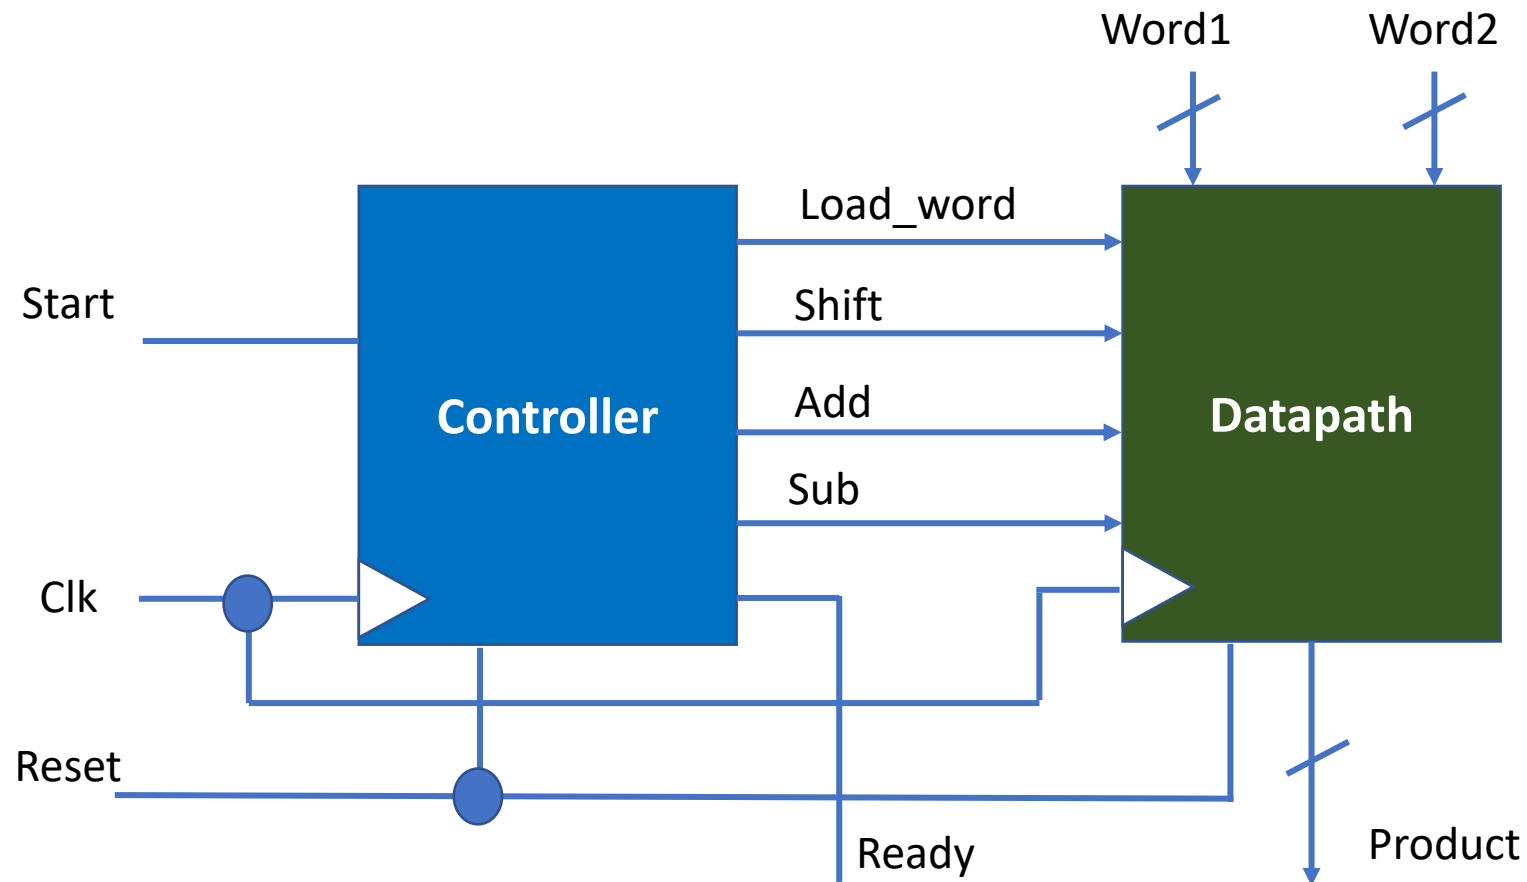 Word1
Word2
Load_word
Start
Shift
Controller
Add
Datapath
Sub
Clk
Reset
Ready
Product